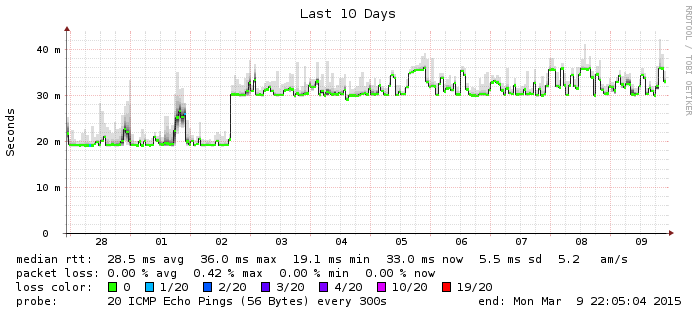 Last 10 Days
RRDTOOL / TOBI OETIKER
Seconds
40 m
30 m
20 m
10 m
0
28 01 02 03 04 05 06 07 08 09
median rtt: 28.5 ms avg 36.0 ms max 19.1 ms min 33.0 ms now 5.5 ms sd 5.2 am/s
packet loss: 0.00 % avg 0.42 % max 0.00 % min 0.00 % now
loss color: 0 1/20 2/20 3/20 4/20 10/20 19/20
probe: 20 ICMP Echo Pings (56 Bytes) every 300s end: Mon Mar 9 22:05:04 2015